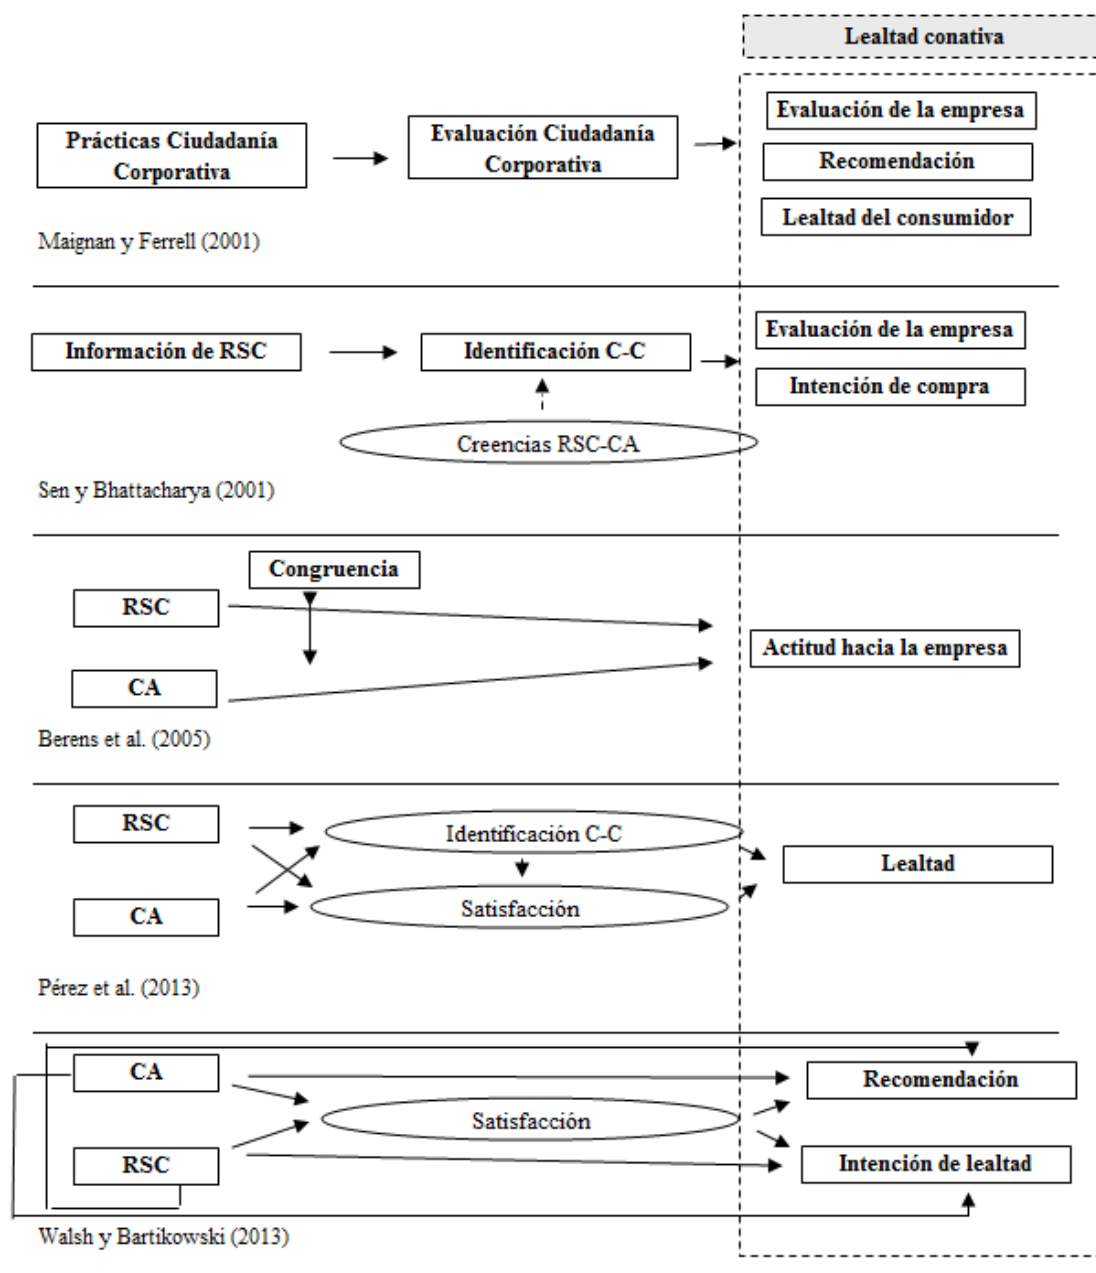 Lealtad conativa
Prácticas Ciudadanía
Corporativa
Evaluación Ciudadanía
Corporativa
Evaluación de la empresa
Recomendación
Lealtad del consumidor
Maignan y Ferrell (2001)
Información de RSC
Identificación C-C
Evaluación de la empresa
Intención de compra
Creencias RSC-CA
Sen y Bhattacharya (2001)
Congruencia
RSC
CA
Actitud hacia la empresa
Berens et al. (2005)
RSC
Identificación C-C
Lealtad
CA
Satisfacción
Pérez et al. (2013)
CA
Recomendación
Satisfacción
RSC
Intención de lealtad
Walsh y Bartikowski (2013)